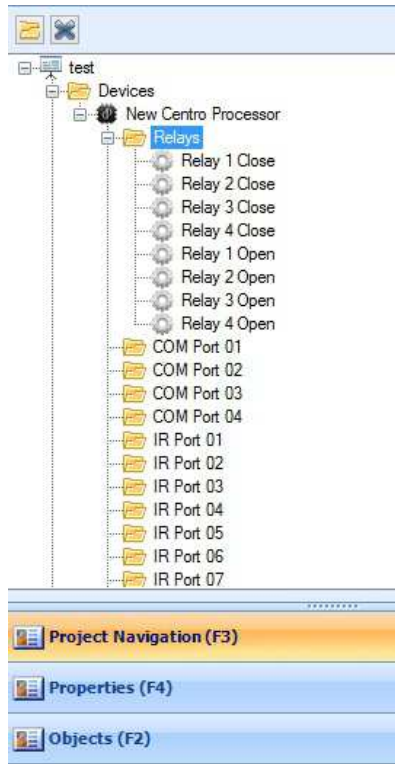 test
Devices
New Centro Processor
Relays
Relay 1 Close
Relay 2 Close
Relay 3 Close
Relay 4 Close
Relay 1 Open
Relay 2 Open
Relay 3 Open
Relay 4 Open
COM Port 01
COM Port 02
COM Port 03
COM Port 04
IR Port 01
IR Port 02
IR Port 03
IR Port 04
IR Port 05
IR Port 06
IR Port 07
Project Navigation (F3)
Properties (F4)
Objects (F2)